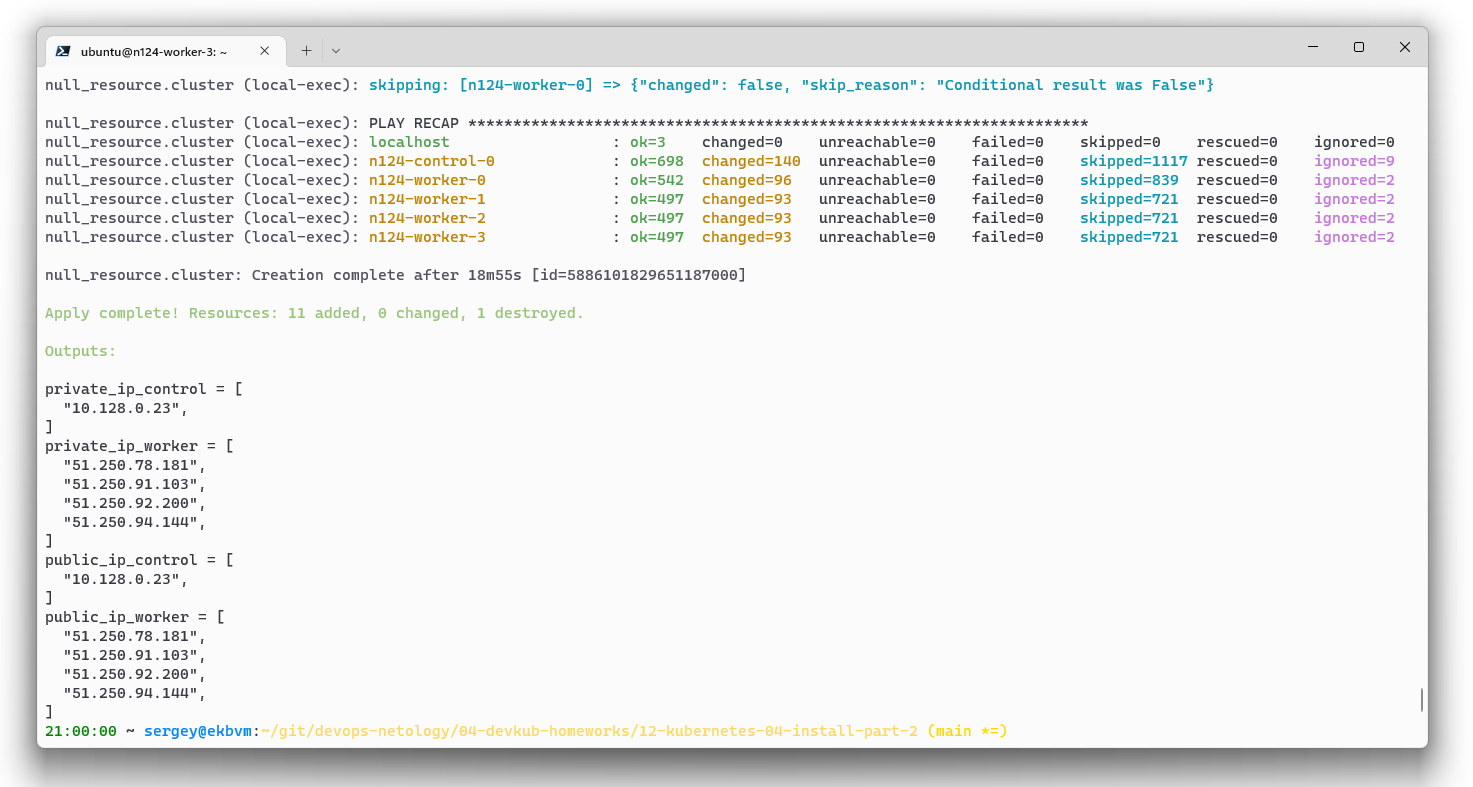 ubuntu@n124-worker-3: ~
null_resource.cluster (local-exec): skipping: [n124-worker-0] => {"changed": false, "skip_reason": "Conditional result was False"}
null_resource.cluster (local-exec): PLAY RECAP *********************************************************************
null_resource.cluster (local-exec): localhost                  : ok=3    changed=0    unreachable=0    failed=0    skipped=0    rescued=0    ignored=0
null_resource.cluster (local-exec): n124-control-0             : ok=698  changed=140  unreachable=0    failed=0    skipped=1117 rescued=0    ignored=9
null_resource.cluster (local-exec): n124-worker-0              : ok=542  changed=96   unreachable=0    failed=0    skipped=839  rescued=0    ignored=2
null_resource.cluster (local-exec): n124-worker-1              : ok=497  changed=93   unreachable=0    failed=0    skipped=721  rescued=0    ignored=2
null_resource.cluster (local-exec): n124-worker-2              : ok=497  changed=93   unreachable=0    failed=0    skipped=721  rescued=0    ignored=2
null_resource.cluster (local-exec): n124-worker-3              : ok=497  changed=93   unreachable=0    failed=0    skipped=721  rescued=0    ignored=2
null_resource.cluster: Creation complete after 18m55s [id=5886101829651187000]
Apply complete! Resources: 11 added, 0 changed, 1 destroyed.
Outputs:
private_ip_control = [
  "10.128.0.23",
]
private_ip_worker = [
  "51.250.78.181",
  "51.250.91.103",
  "51.250.92.200",
  "51.250.94.144",
]
public_ip_control = [
  "10.128.0.23",
]
public_ip_worker = [
  "51.250.78.181",
  "51.250.91.103",
  "51.250.92.200",
  "51.250.94.144",
]
21:00:00 ~ sergey@ekbvm:~/git/devops-netology/04-devkub-homeworks/12-kubernetes-04-install-part-2 (main *=)